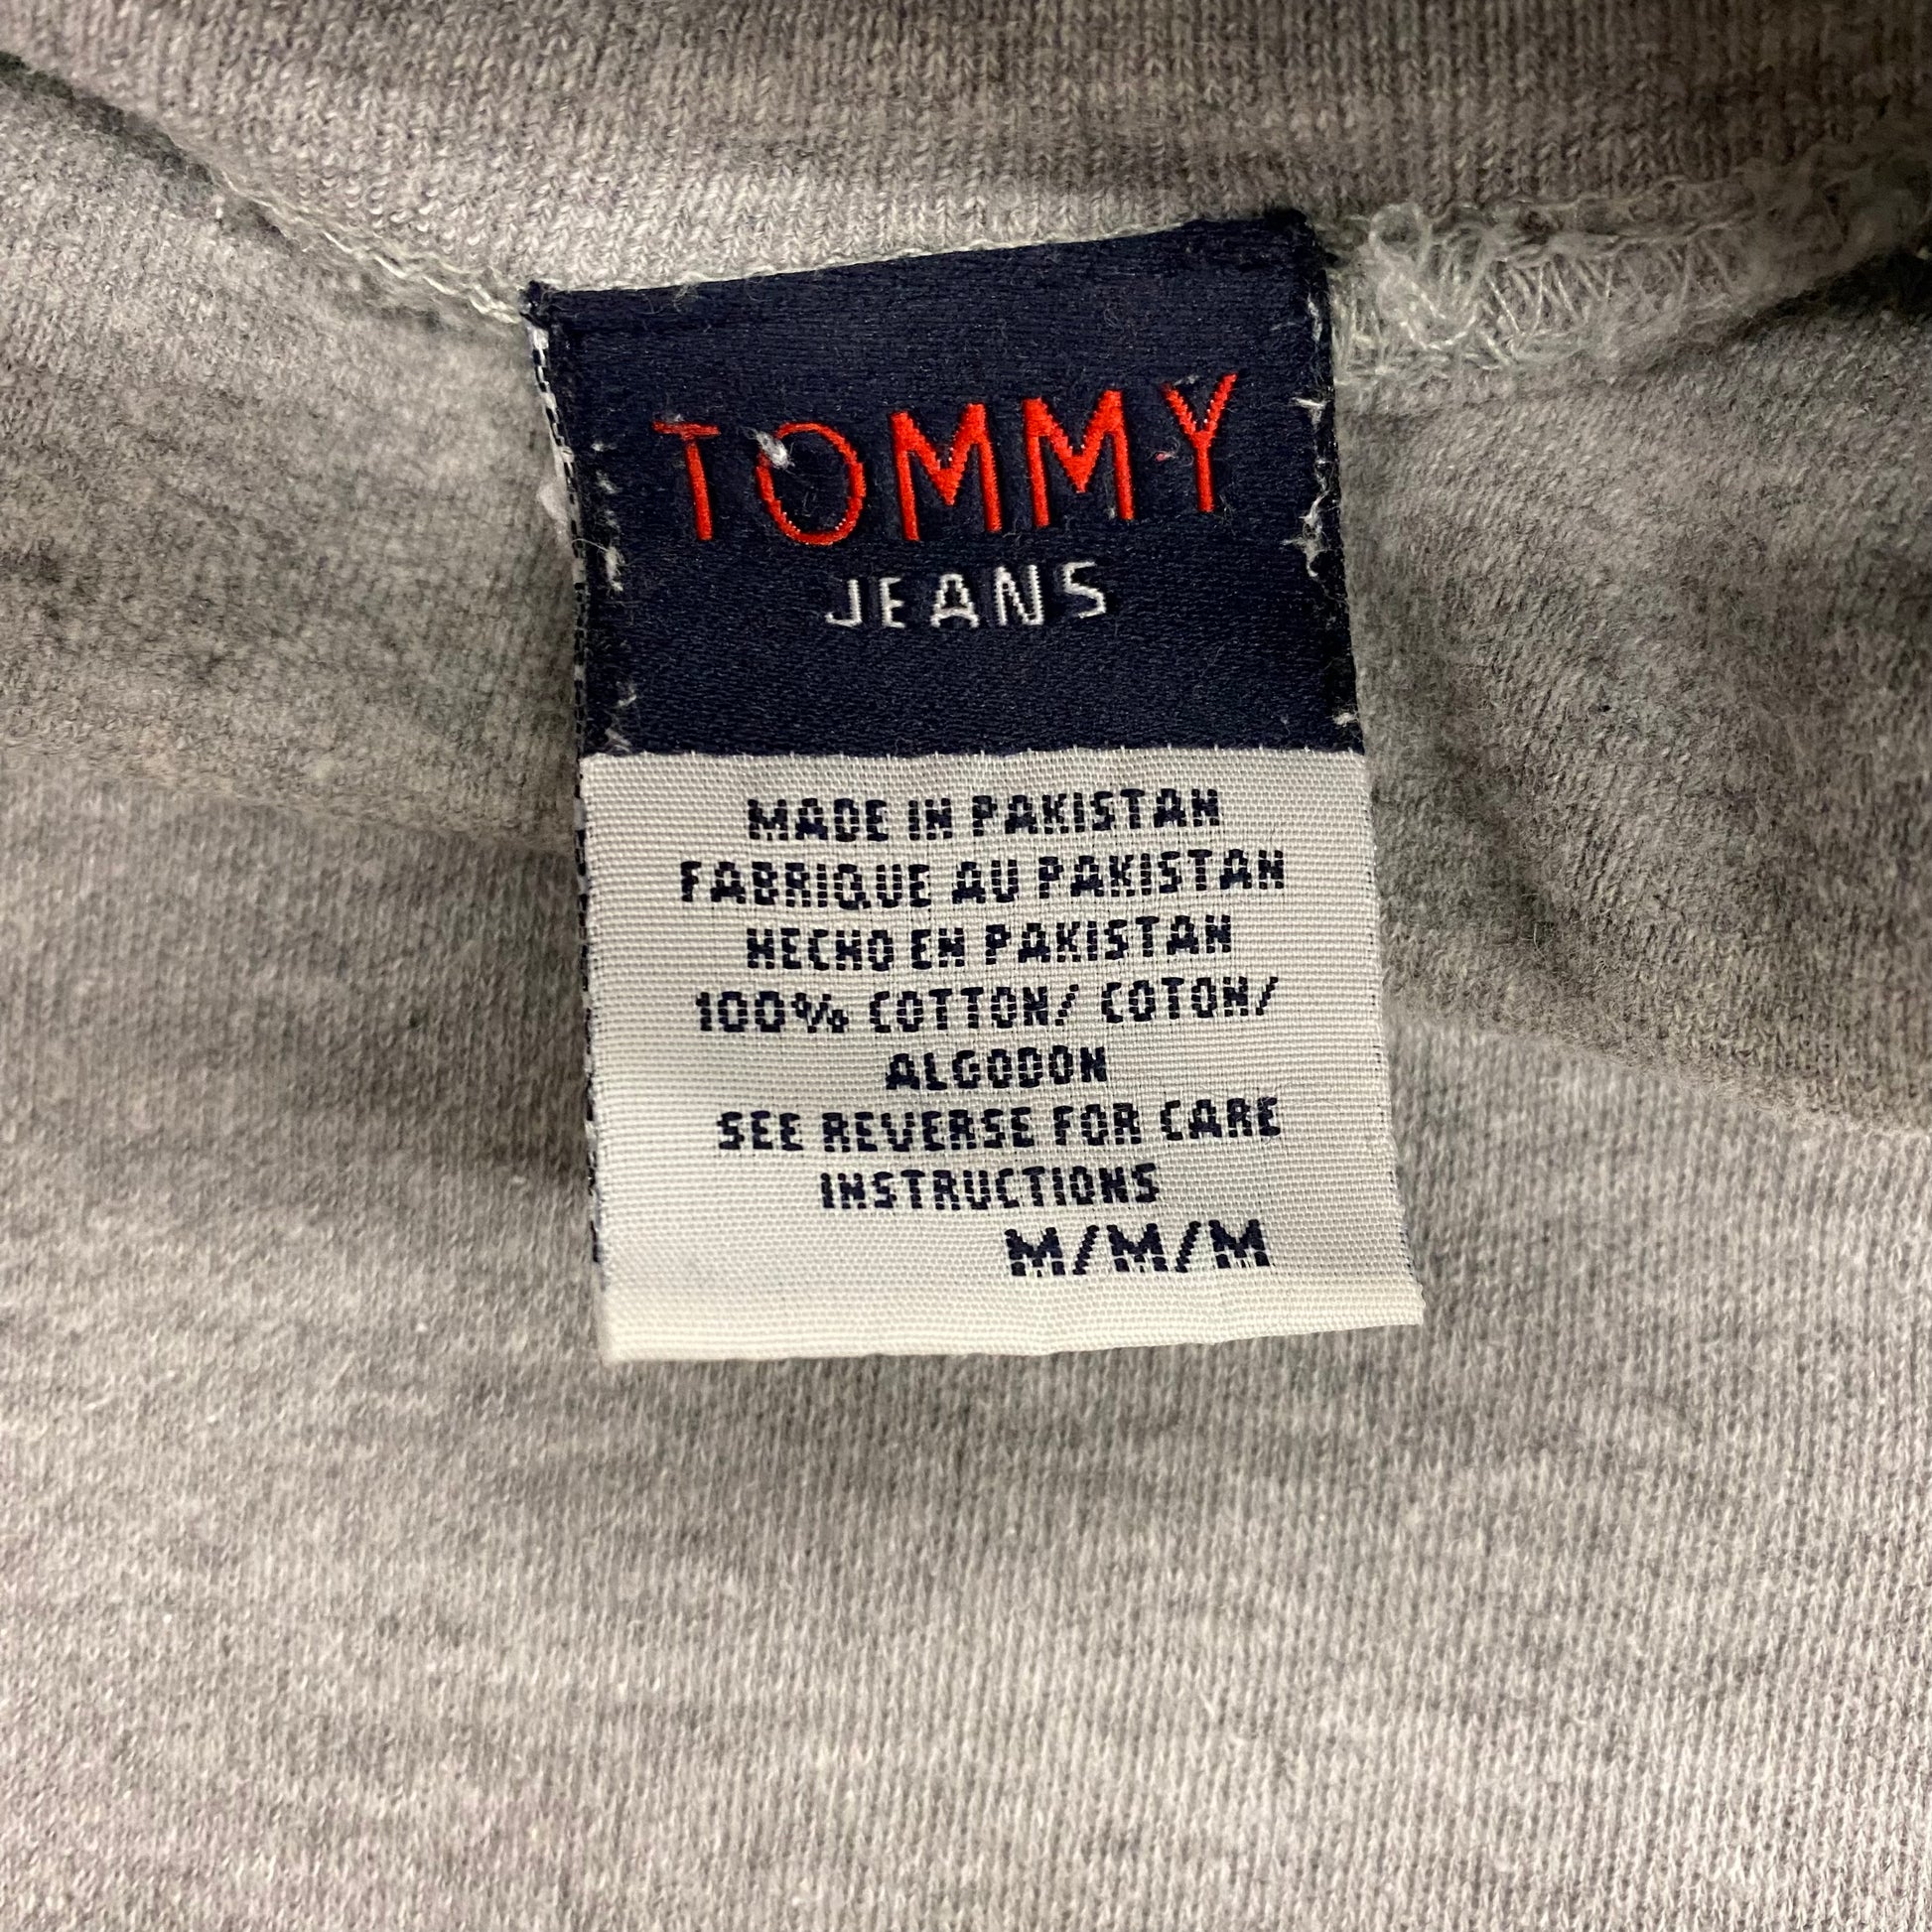 TOMMY
JEANS
MADE IN PAKISTAN
FABRIQUE AU PAKISTAN
HECHO EN PAKISTAN
100% COTTON/ COTON/
ALGODON
SEE REVERSE FOR CARE
INSTRUCTIONS
M/M/M